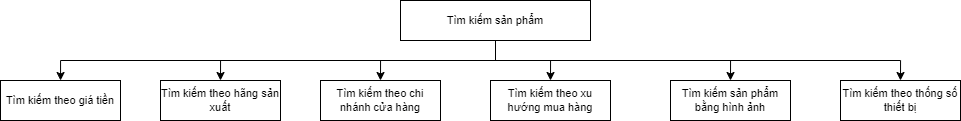 Tìm kiếm sản phẩm
Tìm kiếm theo giá tiền
Tìm kiếm theo hãng sản
xuất
Tìm kiếm theo chi
nhánh cửa hàng
Tìm kiếm theo xu
hướng mua hàng
Tìm kiếm sản phẩm
bằng hình ảnh
Tìm kiếm theo thống số
thiết bị